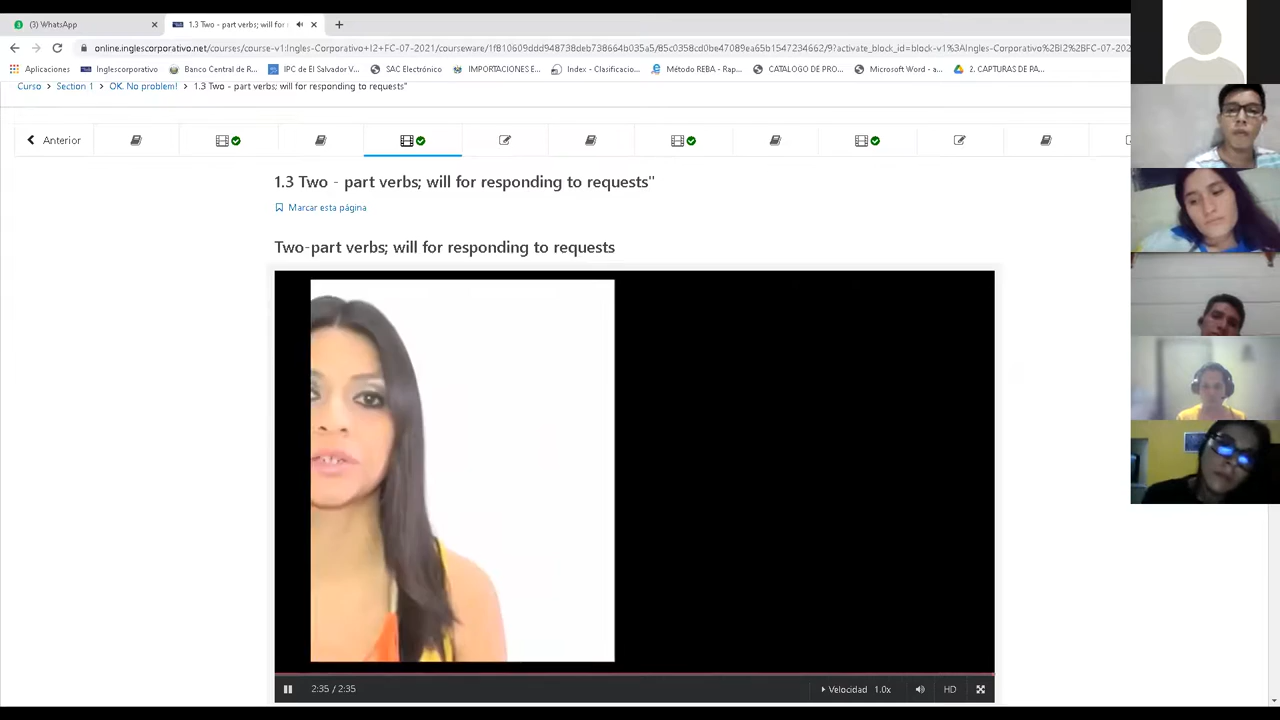 (3) WhatsApp
1.3 Two - part verbs; will for
online.inglescorporativo.net/courses/course-v1:Ingles-Corporativo+I2+FC-07-2021/courseware/1f810609ddd948738deb738664b035a5/85c0358cd0be47089ea65b1547234662/9?activate_block_id=block-v1%3AIngles-Corporativo%2BI2%2BFC-07-202
Aplicaciones
Inglescorporativo
Banco Central de R...
IPC de El Salvador V...
SAC Electrónico
IMPORTACIONES E...
Index - Clasificacio...
Método REBA - Rap...
CATALOGO DE PRO...
Microsoft Word - a...
2. CAPTURAS DE PA...
Curso > Section 1 > OK. No problem! > 1.3 Two - part verbs; will for responding to requests"
Anterior
1.3 Two - part verbs; will for responding to requests"
Marcar esta página
Two-part verbs; will for responding to requests
2:35 / 2:35
Velocidad 1.0x
HD